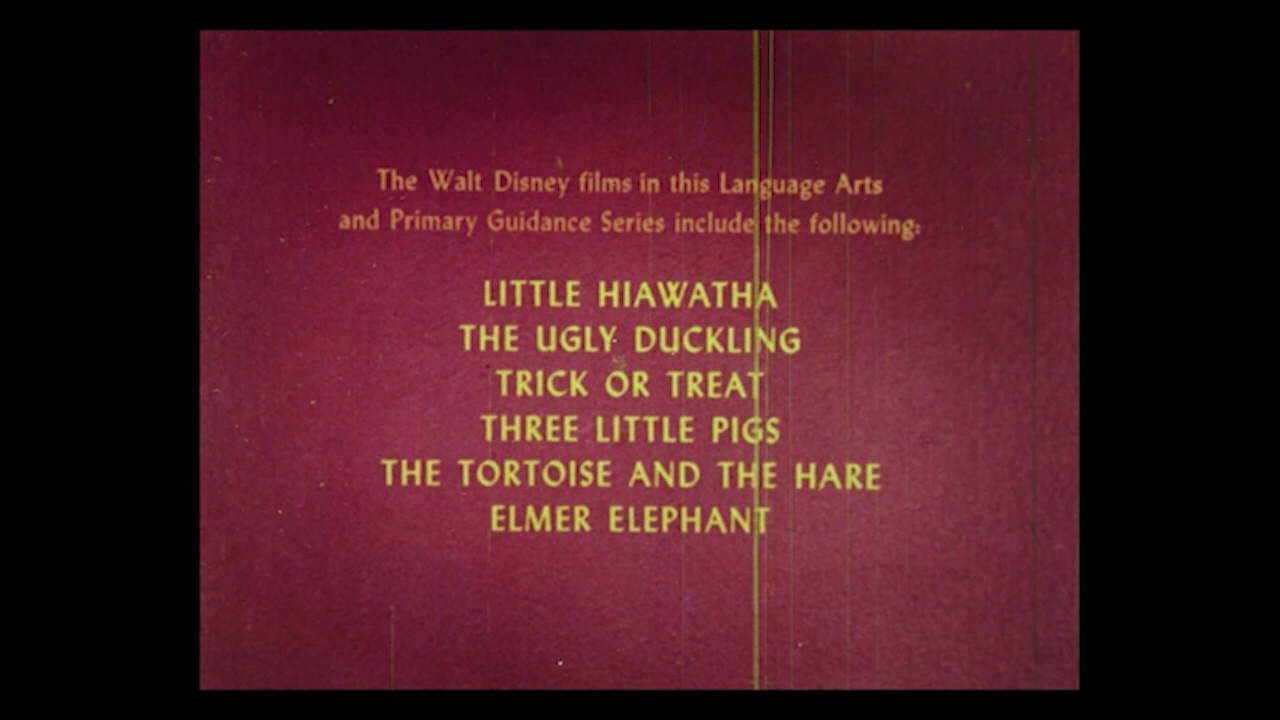 The Walt Disney films in this Language Arts
and Primary Guidance Series include the following:
LITTLE HIAWATHA
THE UGLY DUCKLING
TRICK OR TREAT
THREE LITTLE PIGS
THE TORTOISE AND THE HARE
ELMER ELEPHANT